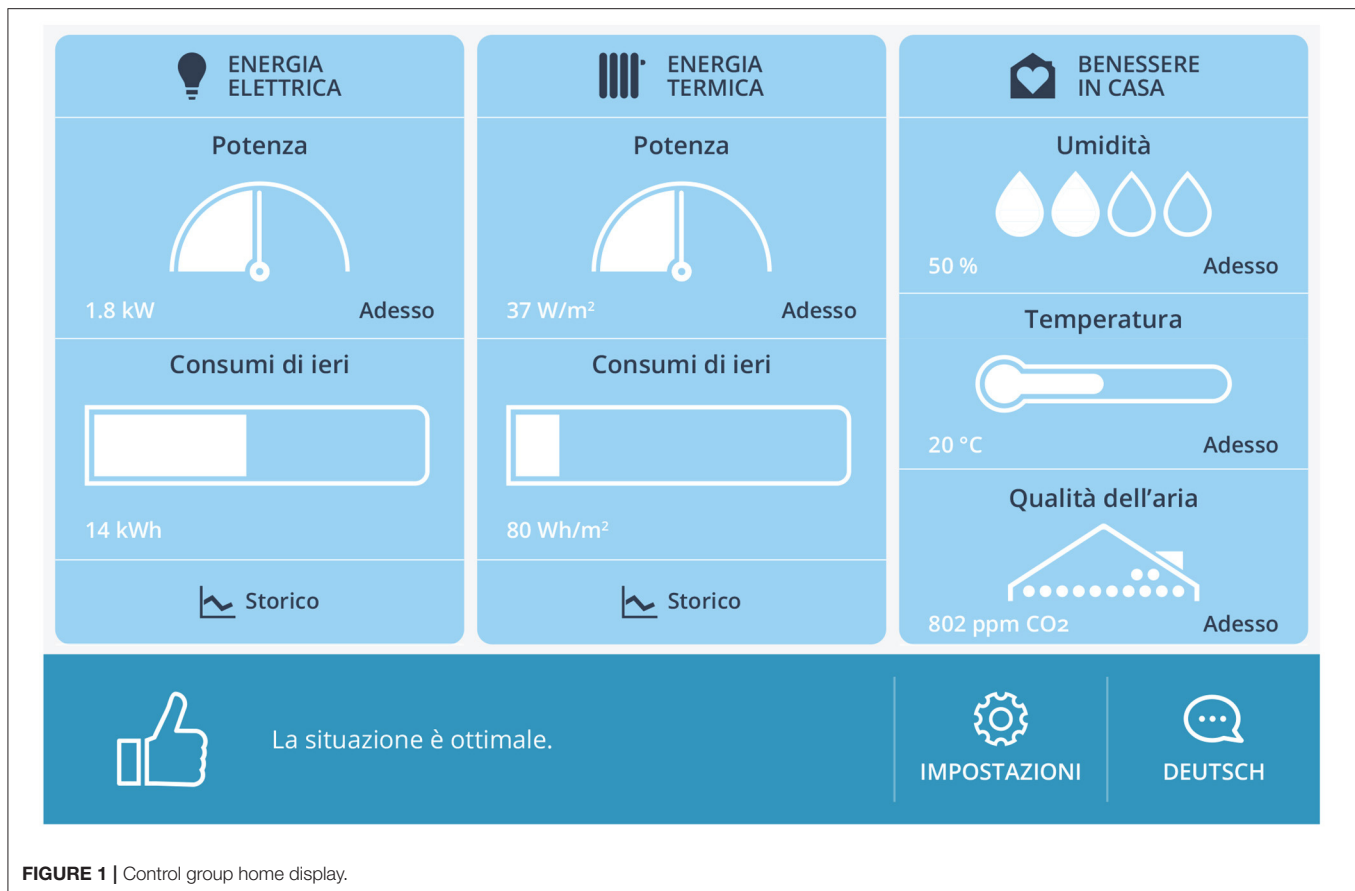 ENERGIA
ELETTRICA
Potenza
1.8 kW
Adesso
Consumi di ieri
14 kWh
Storico
ENERGIA
TERMICA
Potenza
37 W/m²
Adesso
Consumi di ieri
80 Wh/m²
Storico
BENESSERE
IN CASA
Umidità
50 %
Adesso
Temperatura
20 °C
Adesso
Qualità dell’aria
802 ppm CO2
Adesso
La situazione è ottimale.
IMPOSTAZIONI
DEUTSCH
FIGURE 1 | Control group home display.